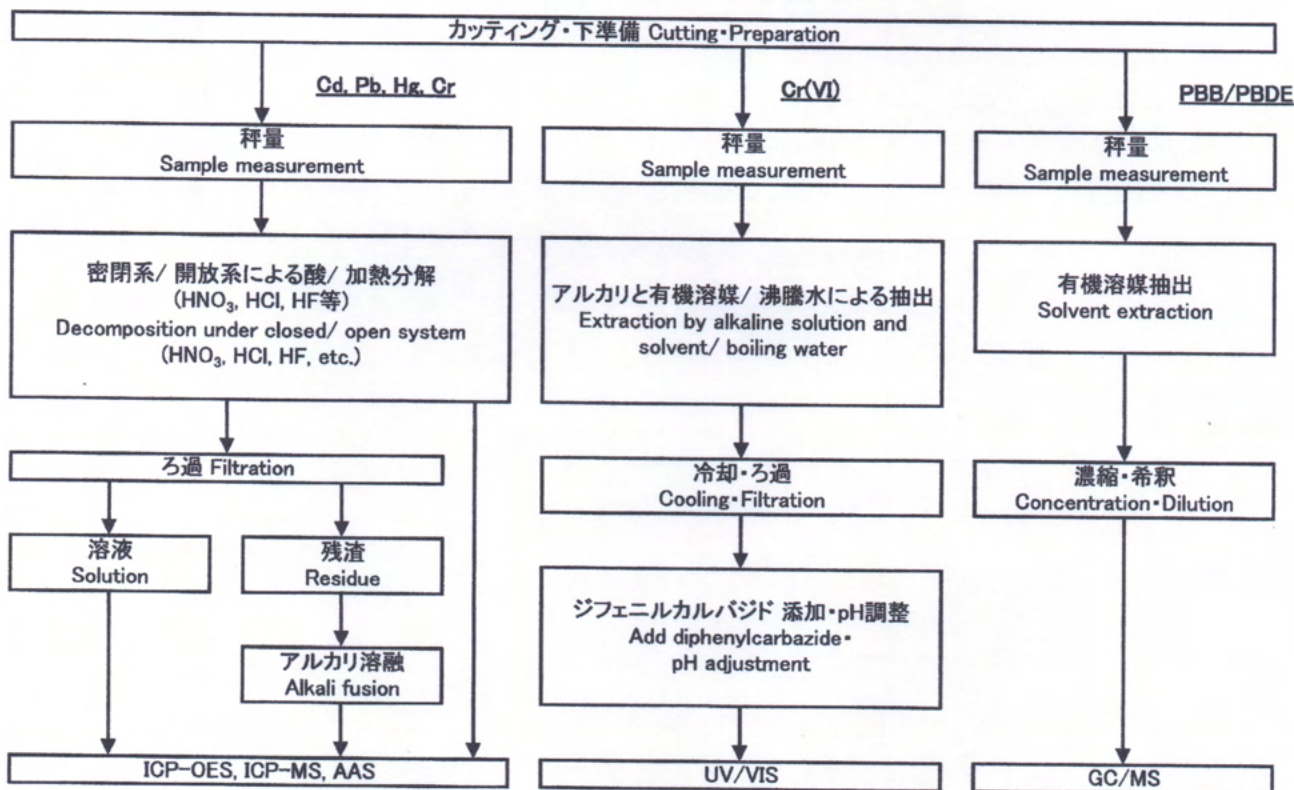 カッティング・下準備 Cutting・Preparation
Cd, Pb, Hg, Cr
Cr(VI)
PBB/PBDE
秤量
Sample measurement
秤量
Sample measurement
秤量
Sample measurement
密閉系/ 開放系による酸/ 加熱分解
(HNO₃, HCl, HF等)
Decomposition under closed/ open system
(HNO₃, HCl, HF, etc.)
アルカリと有機溶媒/ 沸騰水による抽出
Extraction by alkaline solution and
solvent/ boiling water
有機溶媒抽出
Solvent extraction
ろ過 Filtration
冷却・ろ過
Cooling・Filtration
濃縮・希釈
Concentration・Dilution
溶液
Solution
残渣
Residue
アルカリ溶融
Alkali fusion
ジフェニルカルバジド 添加・pH調整
Add diphenylcarbazide・
pH adjustment
ICP-OES, ICP-MS, AAS
UV/VIS
GC/MS